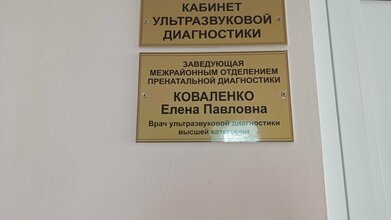 КАБИНЕТ
УЛЬТРАЗВУКОВОЙ
ДИАГНОСТИКИ
ЗАВЕДУЮЩАЯ
МЕЖРАЙОННЫМ ОТДЕЛЕНИЕМ
ПРЕНАТАЛЬНОЙ ДИАГНОСТИКИ
КОВАЛЕНКО
Елена Павловна
Врач ультразвуковой диагностики
высшей категории